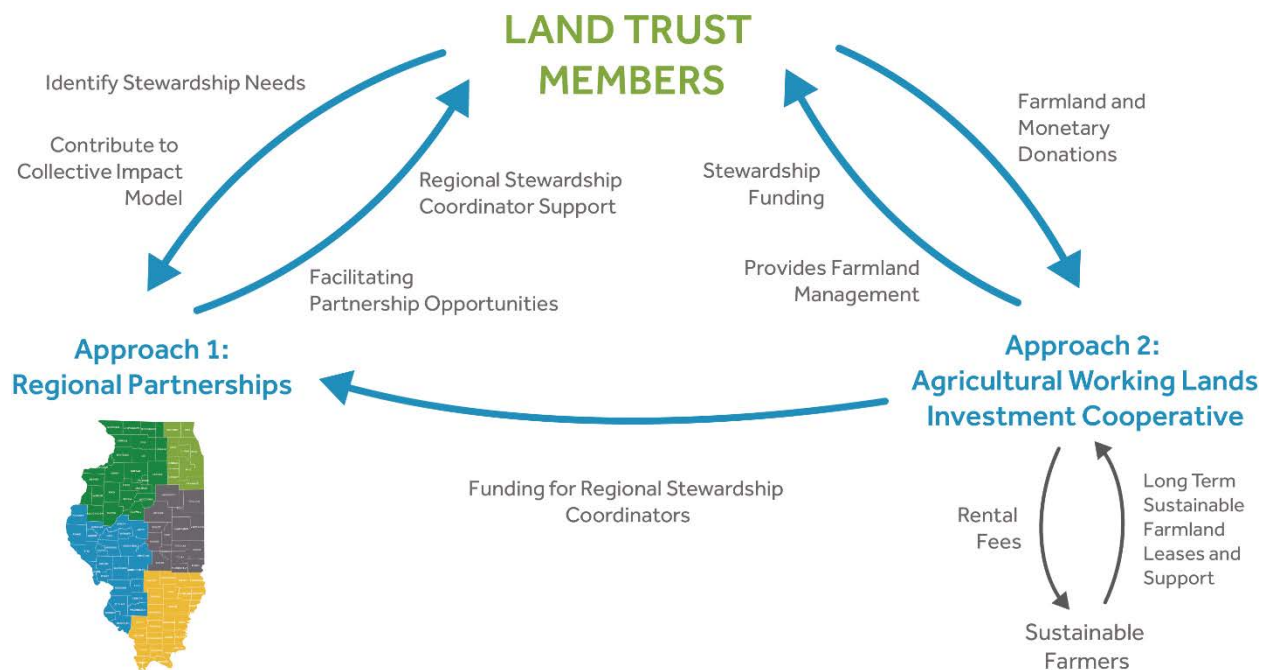 LAND TRUST
MEMBERS
Identify Stewardship Needs
Contribute to
Collective Impact
Model
Regional Stewardship
Coordinator Support
Facilitating
Partnership Opportunities
Stewardship
Funding
Provides Farmland
Management
Farmland and
Monetary
Donations
Approach 1:
Regional Partnerships
Approach 2:
Agricultural Working Lands
Investment Cooperative
Funding for Regional Stewardship
Coordinators
Rental
Fees
Long Term
Sustainable
Farmland
Leases and
Support
Sustainable
Farmers